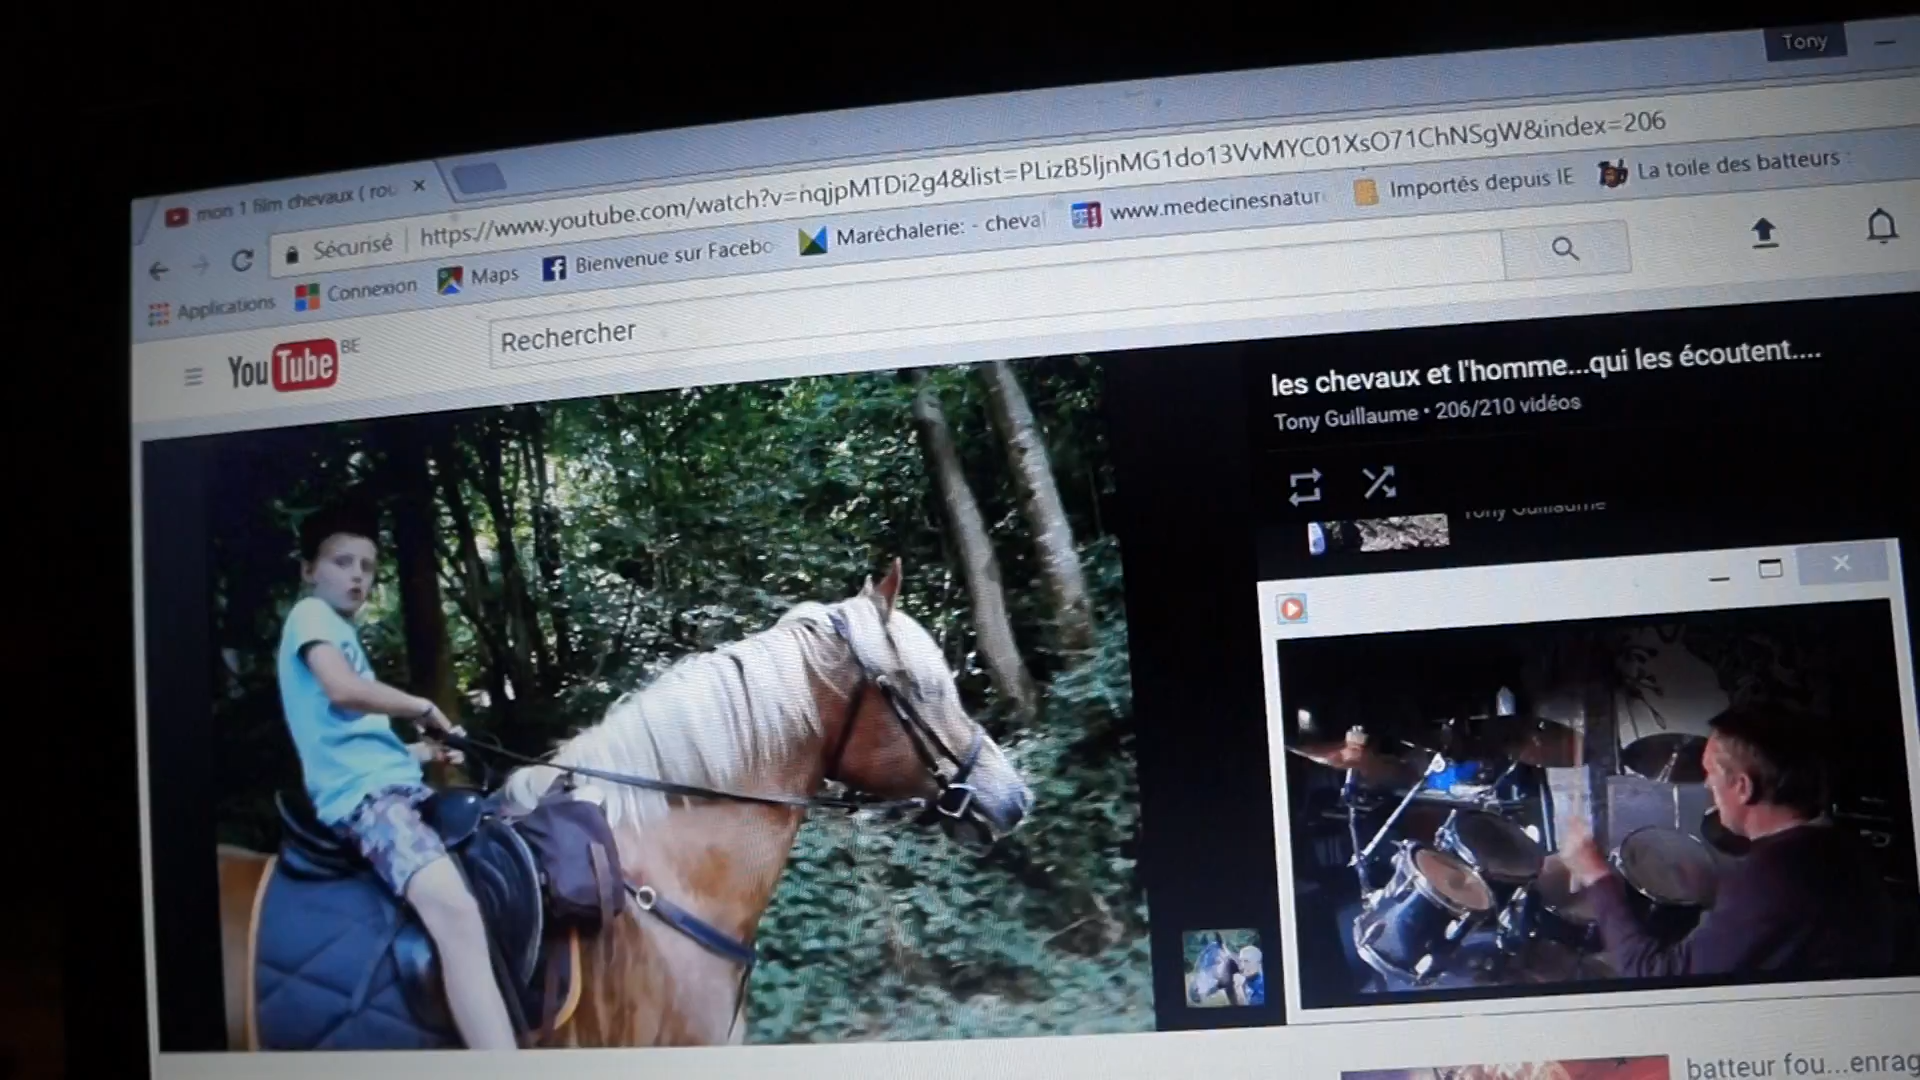 Tony
mon 1 film chevaux ( rou
Sécurisé https://www.youtube.com/watch?v=nqjpMTDi2g4&list=PLizB5ljnMG1do13VvMYC01XsO71ChNSgW&index=206
Applications Connexion Maps Bienvenue sur Facebo Maréchalerie: - cheval www.medecinesnatur Importés depuis IE La toile des batteurs :
YouTube BE
Rechercher
les chevaux et l'homme...qui les écoutent....
Tony Guillaume • 206/210 vidéos
Tony Guillaume
batteur fou...enrag